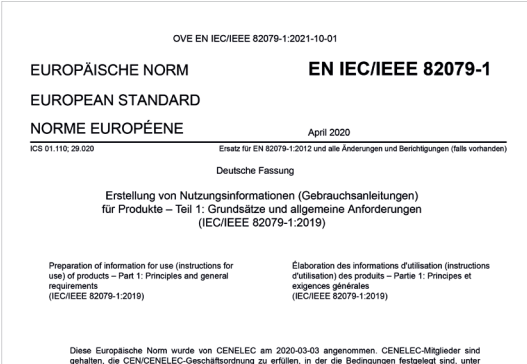 OVE EN IEC/IEEE 82079-1:2021-10-01
EUROPÄISCHE NORM
EN IEC/IEEE 82079-1
EUROPEAN STANDARD
NORME EUROPÉENE
April 2020
ICS 01.110; 29.020
Ersatz für EN 82079-1:2012 und alle Änderungen und Berichtigungen (falls vorhanden)
Deutsche Fassung
Erstellung von Nutzungsinformationen (Gebrauchsanleitungen)
für Produkte – Teil 1: Grundsätze und allgemeine Anforderungen
(IEC/IEEE 82079-1:2019)
Preparation of information for use (instructions for
use) of products – Part 1: Principles and general
requirements
(IEC/IEEE 82079-1:2019)
Élaboration des informations d'utilisation (instructions
d'utilisation) des produits – Partie 1: Principes et
exigences générales
(IEC/IEEE 82079-1:2019)
Diese Europäische Norm wurde von CENELEC am 2020-03-03 angenommen. CENELEC-Mitglieder sind
gehalten, die CEN/CENELEC-Geschäftsordnung zu erfüllen, in der die Bedingungen festgelegt sind, unter